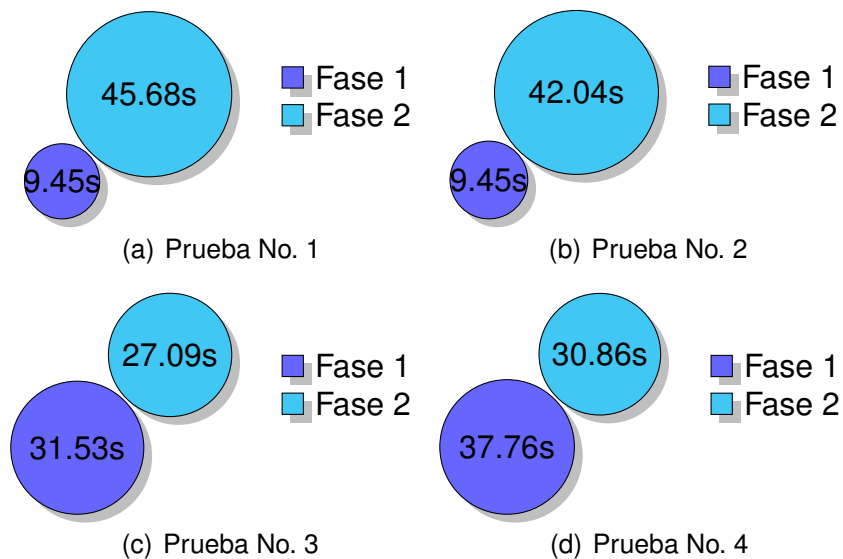 45.68s
9.45s
Fase 1
Fase 2
(a) Prueba No. 1
42.04s
9.45s
Fase 1
Fase 2
(b) Prueba No. 2
27.09s
31.53s
Fase 1
Fase 2
(c) Prueba No. 3
30.86s
37.76s
Fase 1
Fase 2
(d) Prueba No. 4